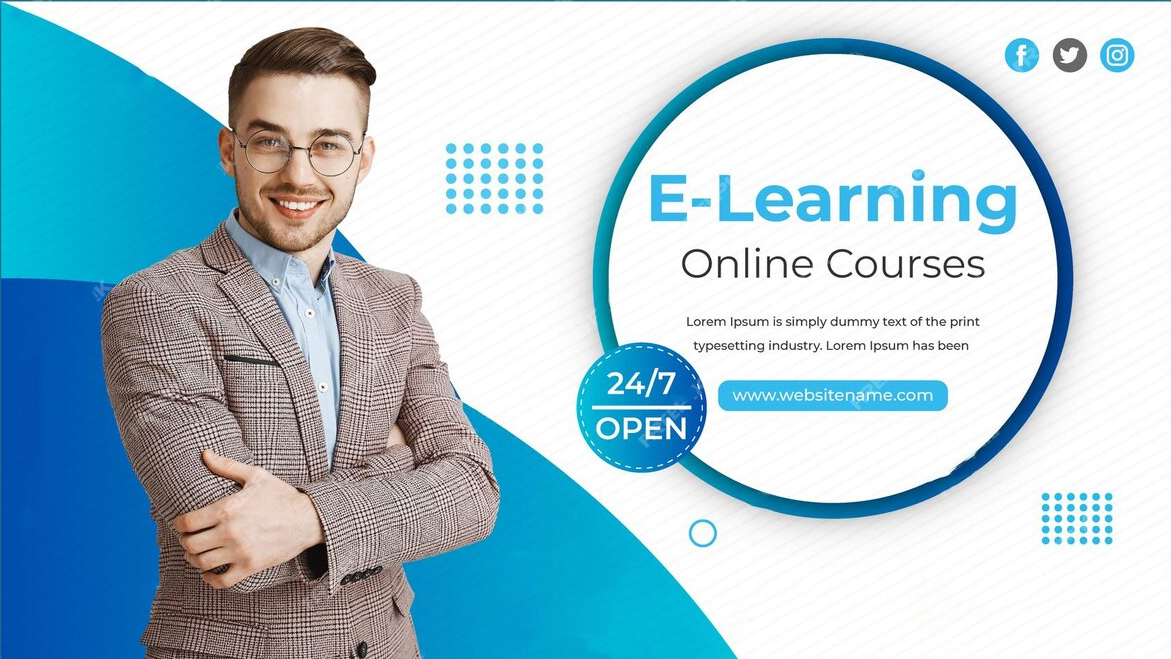 E-Learning
Online Courses
Lorem Ipsum is simply dummy text of the print
typesetting industry. Lorem Ipsum has been
www.websitename.com
24/7
OPEN